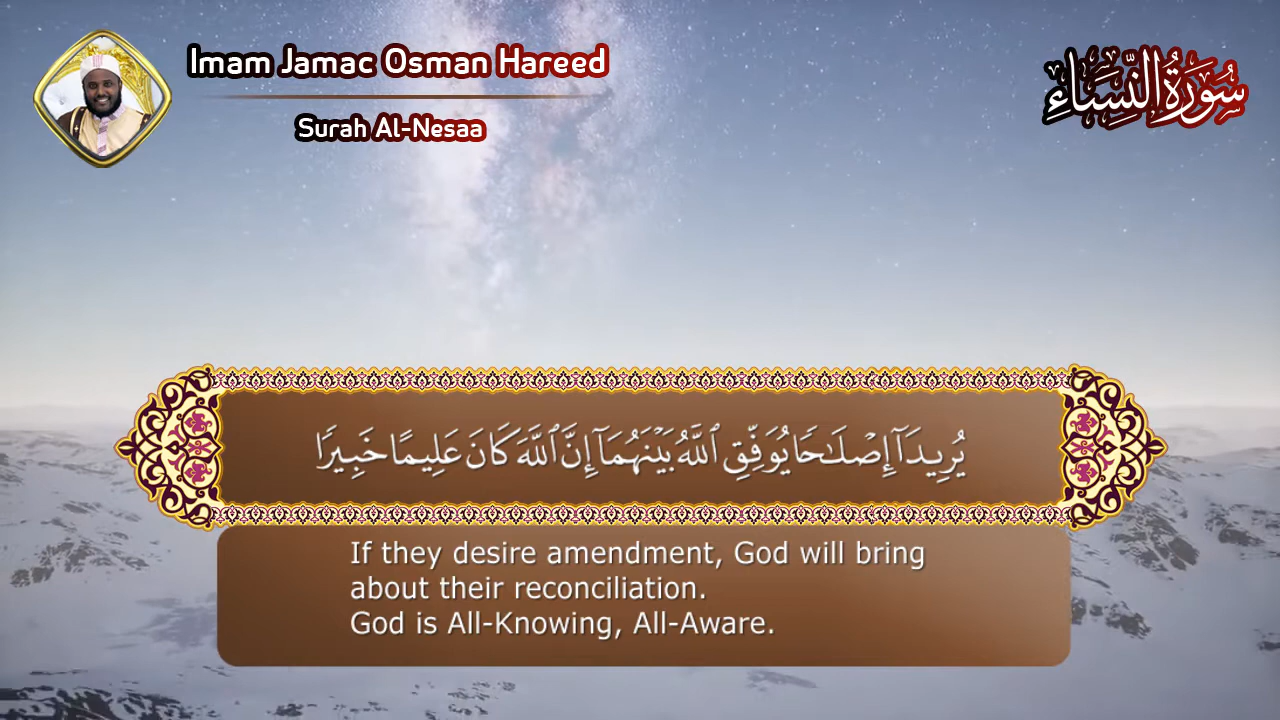 Imam Jamac Osman Hareed
Surah Al-Nesaa
سُورَةُ النِّسَاءِ
يُرِيدَآ إِصْلَـٰحًا يُوَفِّقِ ٱللَّهُ بَيْنَهُمَآ إِنَّ ٱللَّهَ كَانَ عَلِيمًا خَبِيرًا
If they desire amendment, God will bring
about their reconciliation.
God is All-Knowing, All-Aware.